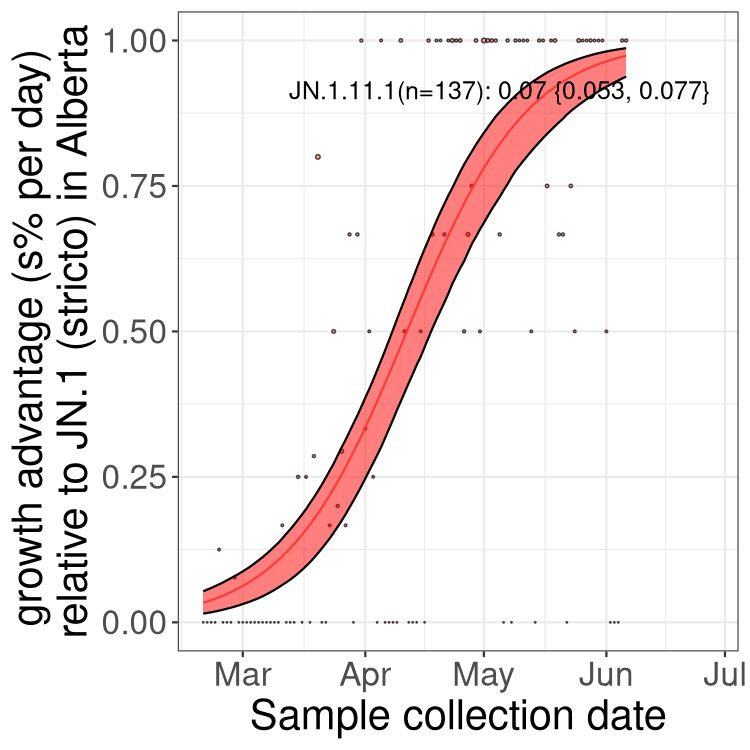 growth advantage (s% per day)
relative to JN.1 (stricto) in Alberta
1.00
0.75
0.50
0.25
0.00
JN.1.11.1(n=137): 0.07 {0.053, 0.077}
Mar Apr May Jun Jul
Sample collection date